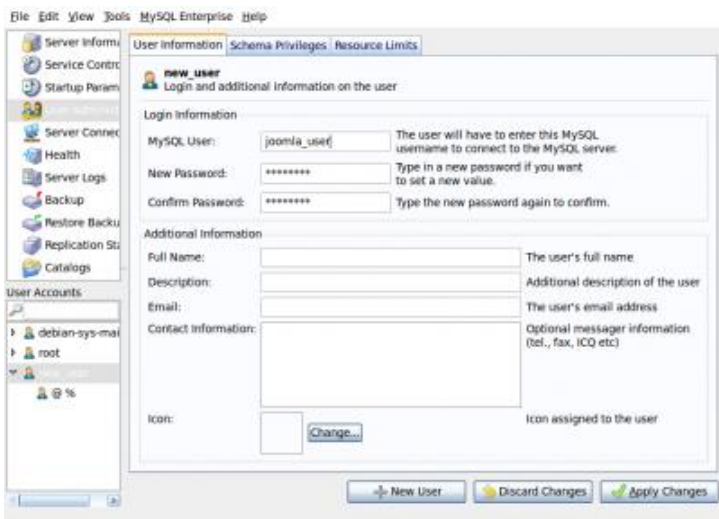 File Edit View Tools MySQL Enterprise Help
Server Inform
Service Contro
Startup Param
Server Connec
Health
Server Logs
Backup
Restore Backu
Replication Sta
Catalogs
User Accounts
debian-sys-mai
root
new_user
@ %
User Information Schema Privileges Resource Limits
new_user
Login and additional information on the user
Login Information
MySQL User: joomla_user The user will have to enter this MySQL
username to connect to the MySQL server.
New Password: ******** Type in a new password if you want
to set a new value.
Confirm Password: ******** Type the new password again to confirm.
Additional Information
Full Name: The user's full name
Description: Additional description of the user
Email: The user's email address
Contact Information: Optional messager information
(tel., fax, ICQ etc)
Icon: Change... Icon assigned to the user
New User Discard Changes Apply Changes